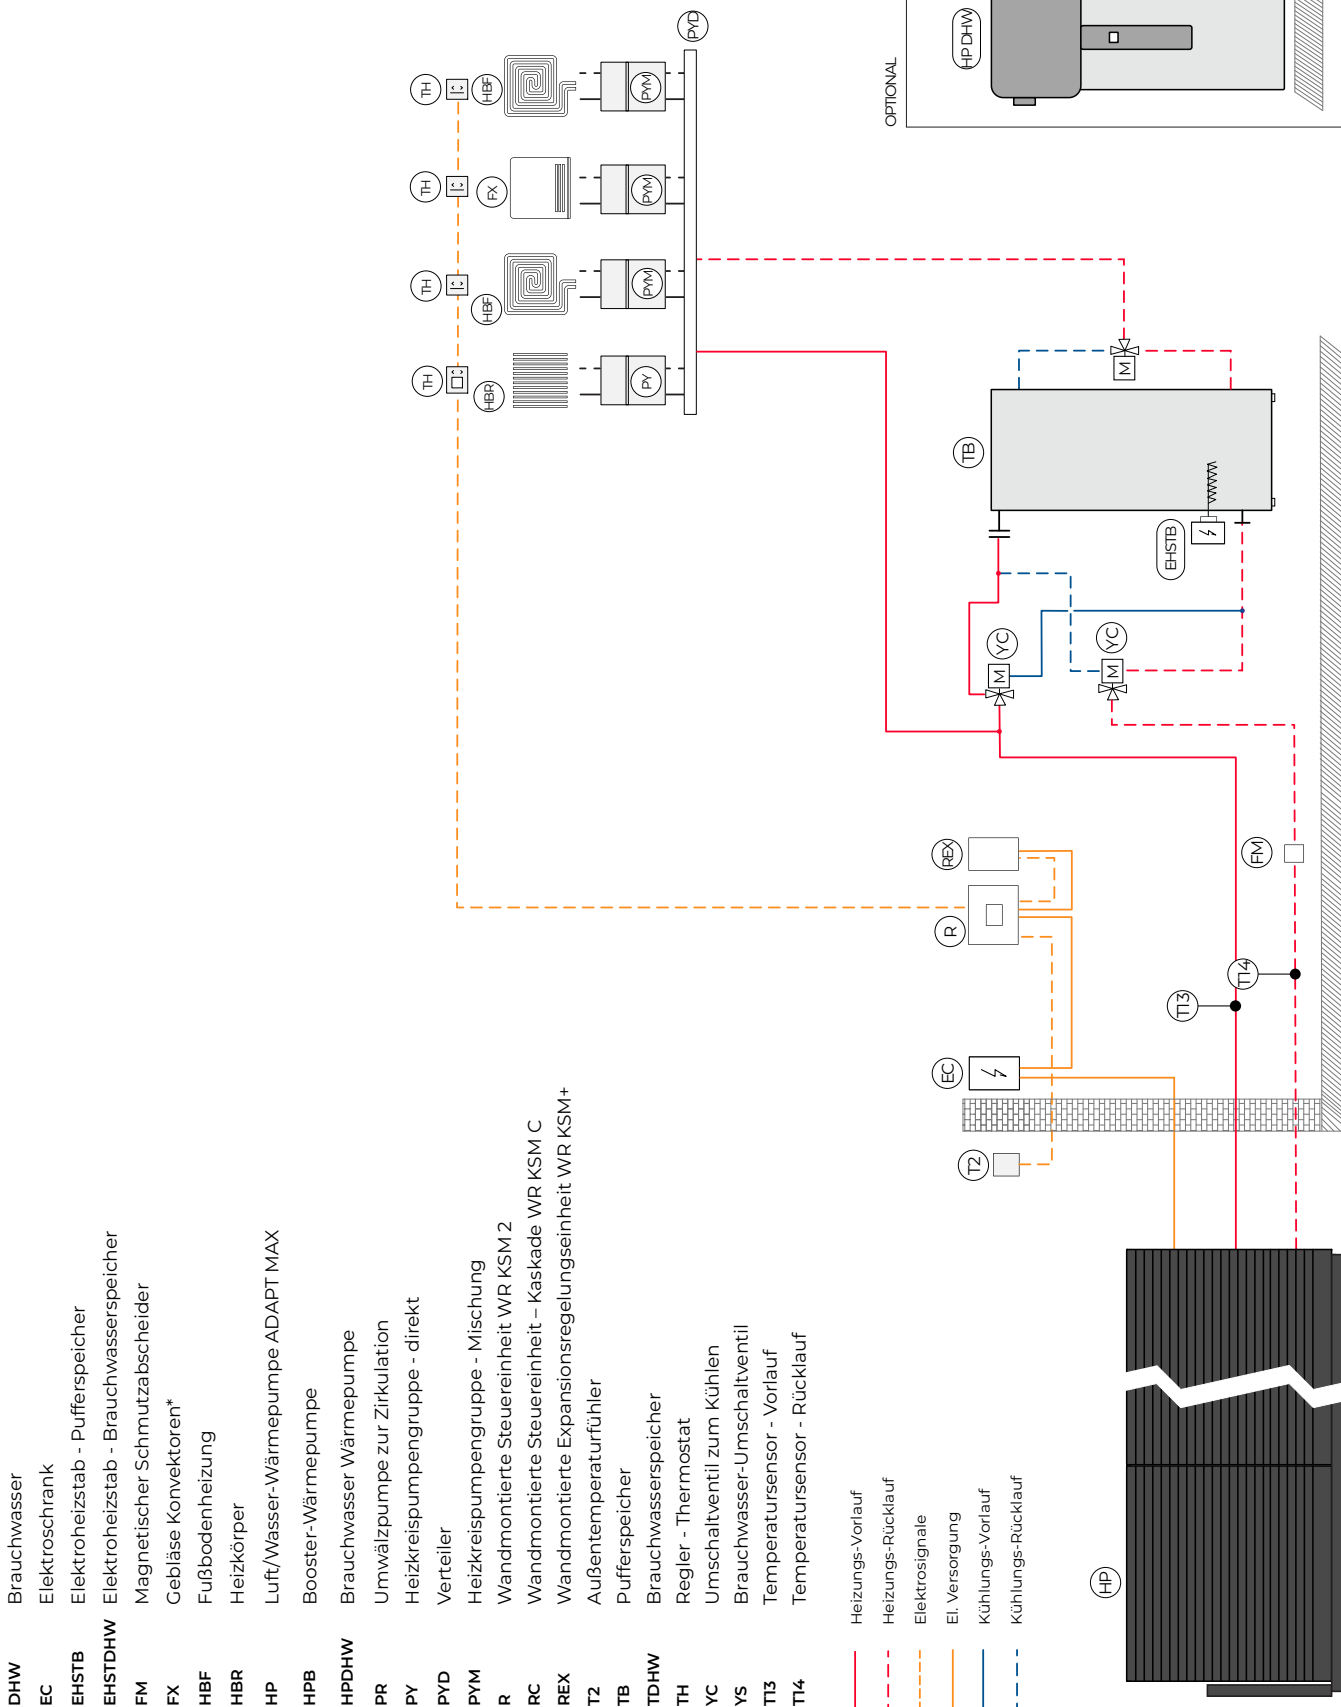 DHW Brauchwasser
EC Elektroschrank
EHSTB Elektroheizstab - Pufferspeicher
EHSTDHW Elektroheizstab - Brauchwasserspeicher
FM Magnetischer Schmutzabscheider
FX Gebläse Konvektoren*
HBF Fußbodenheizung
HBR Heizkörper
HP Luft/Wasser-Wärmepumpe ADAPT MAX
HPB Booster-Wärmepumpe
HPDHW Brauchwasser Wärmepumpe
PR Umwälzpumpe zur Zirkulation
PY Heizkreispumpengruppe - direkt
PYD Verteiler
PYM Heizkreispumpengruppe - Mischung
R Wandmontierte Steuereinheit WR KSM 2
RC Wandmontierte Steuereinheit – Kaskade WR KSM C
REX Wandmontierte Expansionsregelungseinheit WR KSM+
T2 Außentemperaturfühler
TB Pufferspeicher
TDHW Brauchwasserspeicher
TH Regler - Thermostat
YC Umschaltventil zum Kühlen
YS Brauchwasser-Umschaltventil
T13 Temperatursensor - Vorlauf
T14 Temperatursensor - Rücklauf
Heizungs-Vorlauf
Heizungs-Rücklauf
Elektrosignale
El. Versorgung
Kühlungs-Vorlauf
Kühlungs-Rücklauf
TH
TH
TH
TH
HBR
HBF
FX
HBF
PY
PYM
PYM
PYM
PYD
OPTIONAL
HP DHW
REX
R
EC
T2
TB
EHSTB
M
M
YC
M
YC
T13
T14
FM
HP